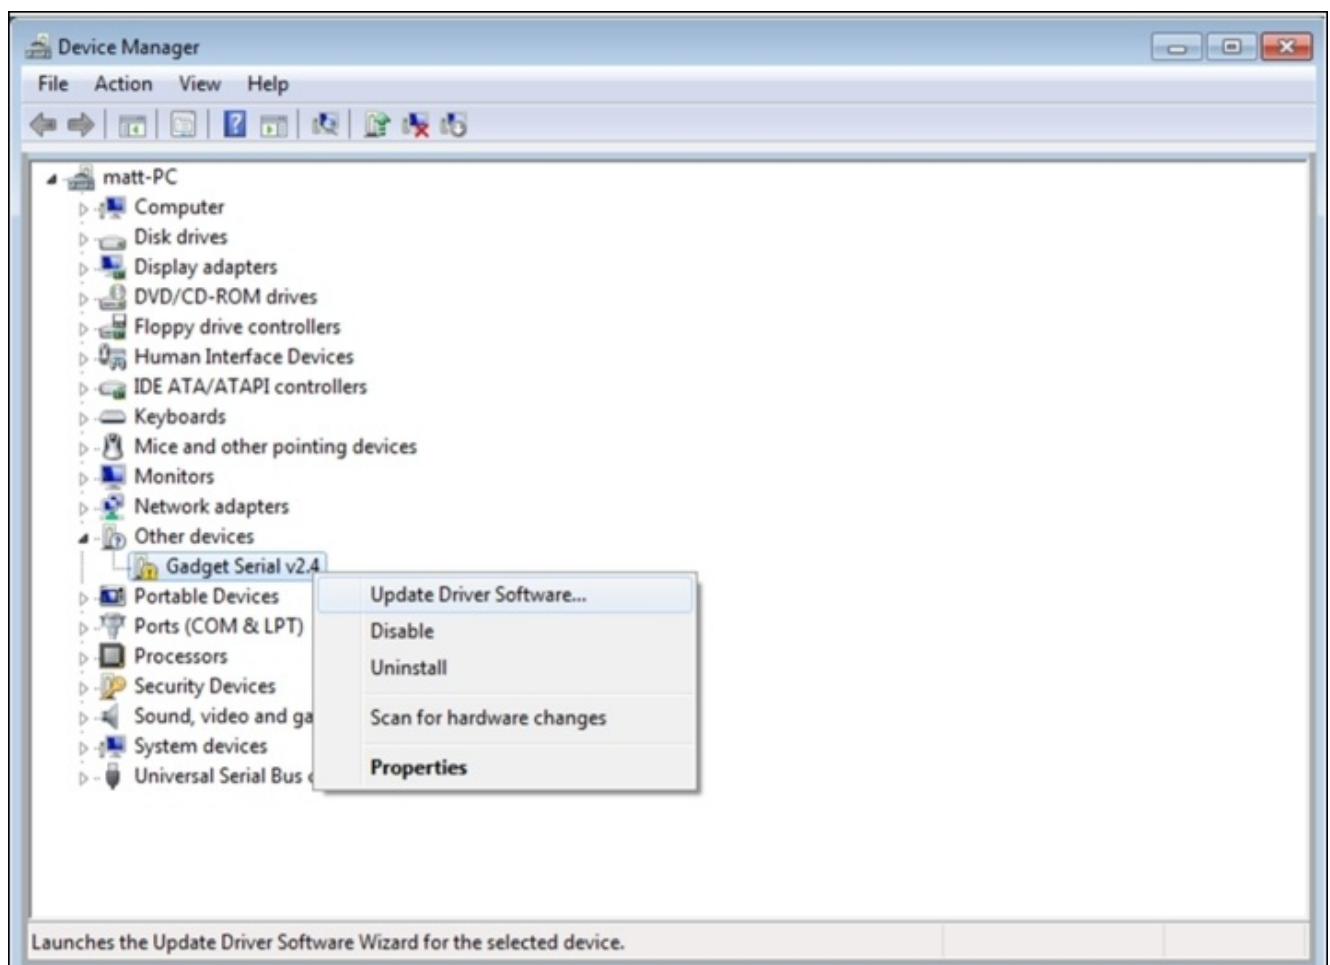 Device Manager
File Action View Help
matt-PC
Computer
Disk drives
Display adapters
DVD/CD-ROM drives
Floppy drive controllers
Human Interface Devices
IDE ATA/ATAPI controllers
Keyboards
Mice and other pointing devices
Monitors
Network adapters
Other devices
Gadget Serial v2.4
Portable Devices
Ports (COM & LPT)
Processors
Security Devices
Sound, video and ga
System devices
Universal Serial Bus
Update Driver Software...
Disable
Uninstall
Scan for hardware changes
Properties
Launches the Update Driver Software Wizard for the selected device.